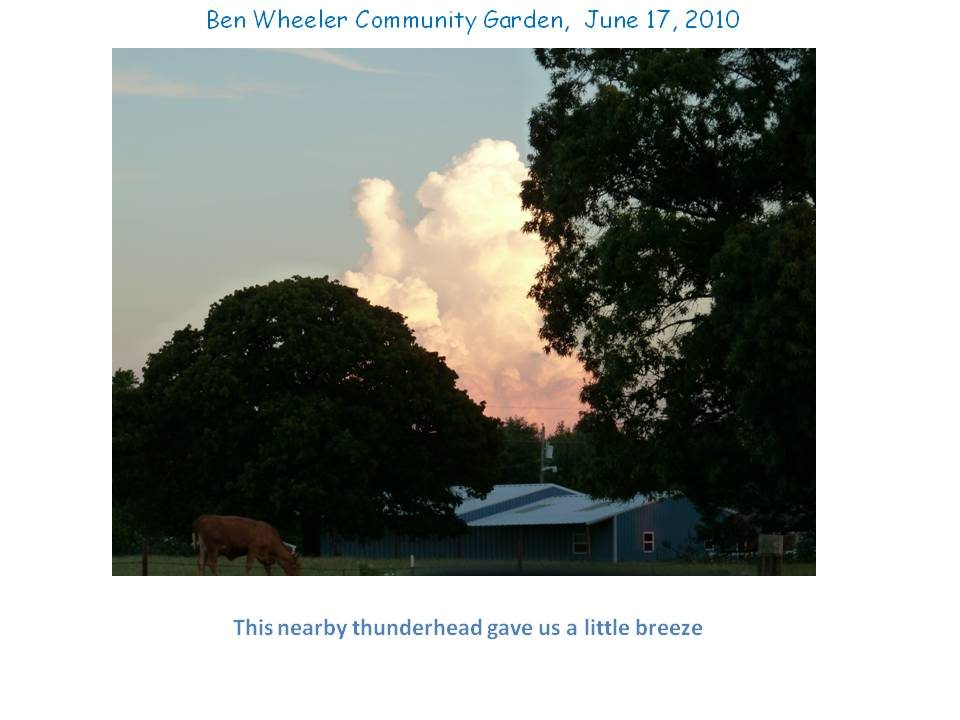 Ben Wheeler Community Garden,  June 17, 2010
This nearby thunderhead gave us a little breeze